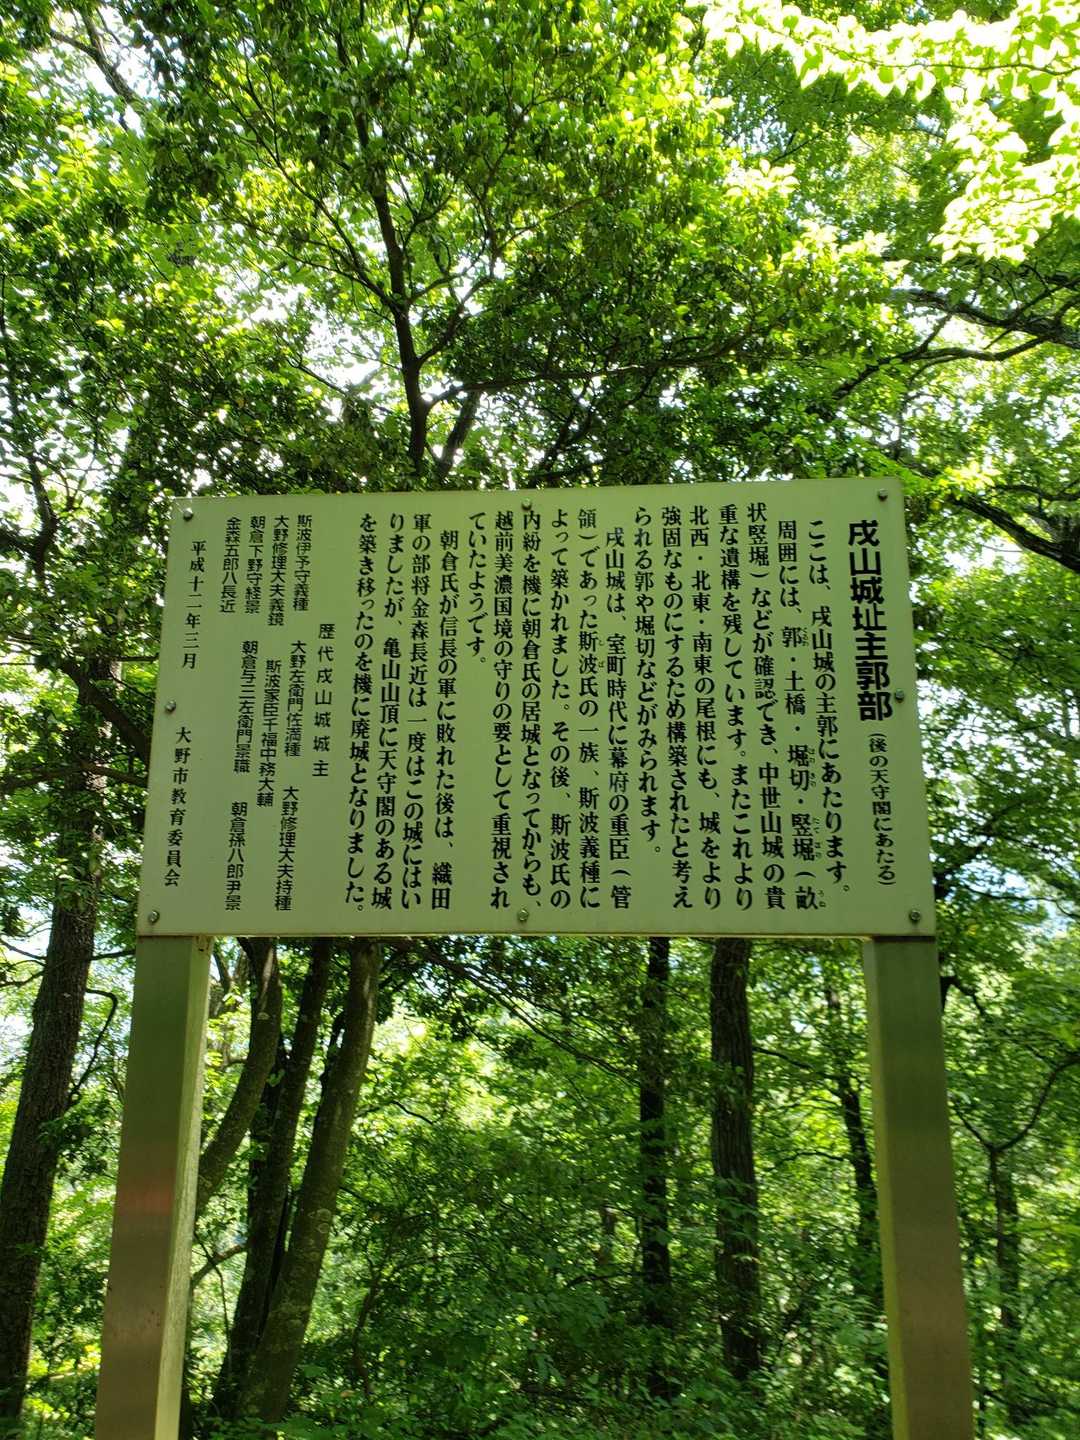 戌山城址主郭部（後の天守閣にあたる）
ここは、戌山城の主郭にあたります。
周囲には、郭・土橋・堀切・竪堀（畝
状竪堀）などが確認でき、中世山城の貴
重な遺構を残しています。またこれより
北西・北東・南東の尾根にも、城をより
強固なものにするため構築されたと考え
られる郭や堀切などがみられます。
戌山城は、室町時代に幕府の重臣（管
領）であった斯波氏の一族、斯波義種に
よって築かれました。その後、斯波氏の
内紛を機に朝倉氏の居城となってからも、
越前美濃国境の守りの要として重視され
ていたようです。
朝倉氏が信長の軍に敗れた後は、織田
軍の部将金森長近は一度はこの城にはい
りましたが、亀山山頂に天守閣のある城
を築き移ったのを機に廃城となりました。
歴代戌山城城主
斯波伊予守義種　大野左衛門佐満種　大野修理大夫持種
大野修理大夫義鏡　斯波家臣千福中務大輔
朝倉下野守経景　朝倉与三左衛門景職　朝倉孫八郎尹景
金森五郎八長近
平成十二年三月　大野市教育委員会